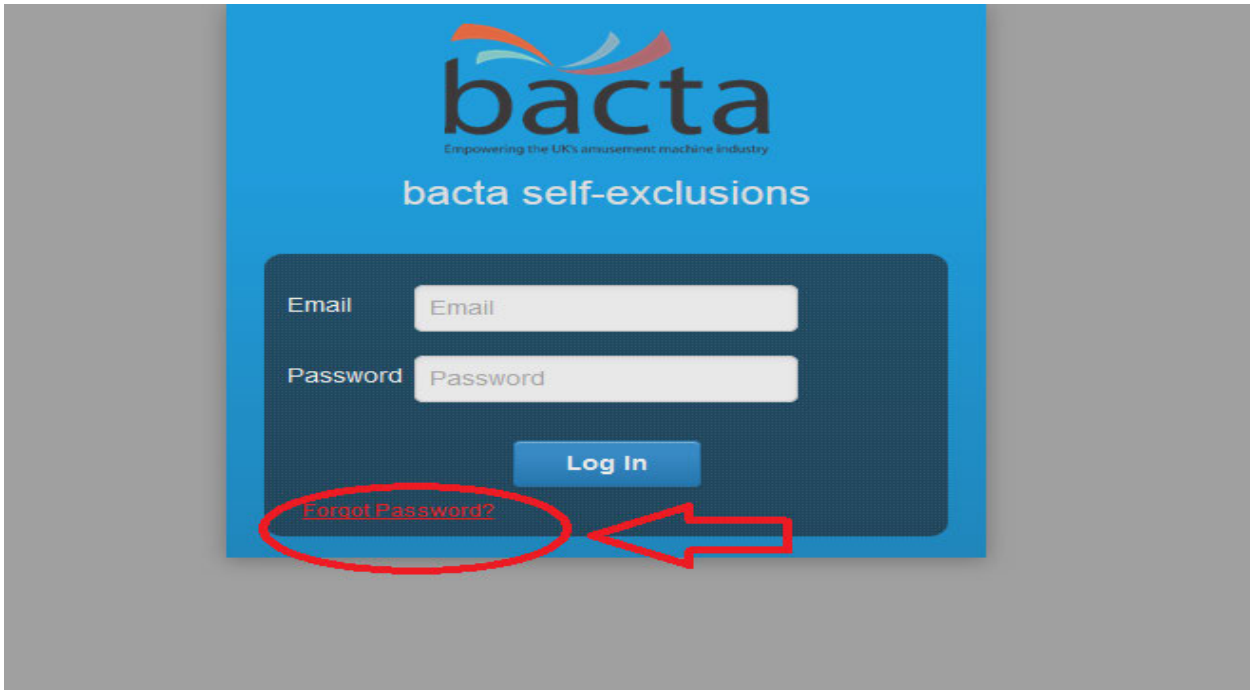 bacta
Empowering the UK's amusement machine industry
bacta self-exclusions
Email Email
Password Password
Log In
Forgot Password?